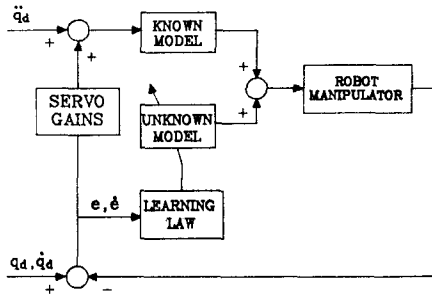 q̈d
+
+
KNOWN
MODEL
+
+
SERVO
GAINS
UNKNOWN
MODEL
ROBOT
MANIPULATOR
e, ė
LEARNING
LAW
qd, q̇d
+
−